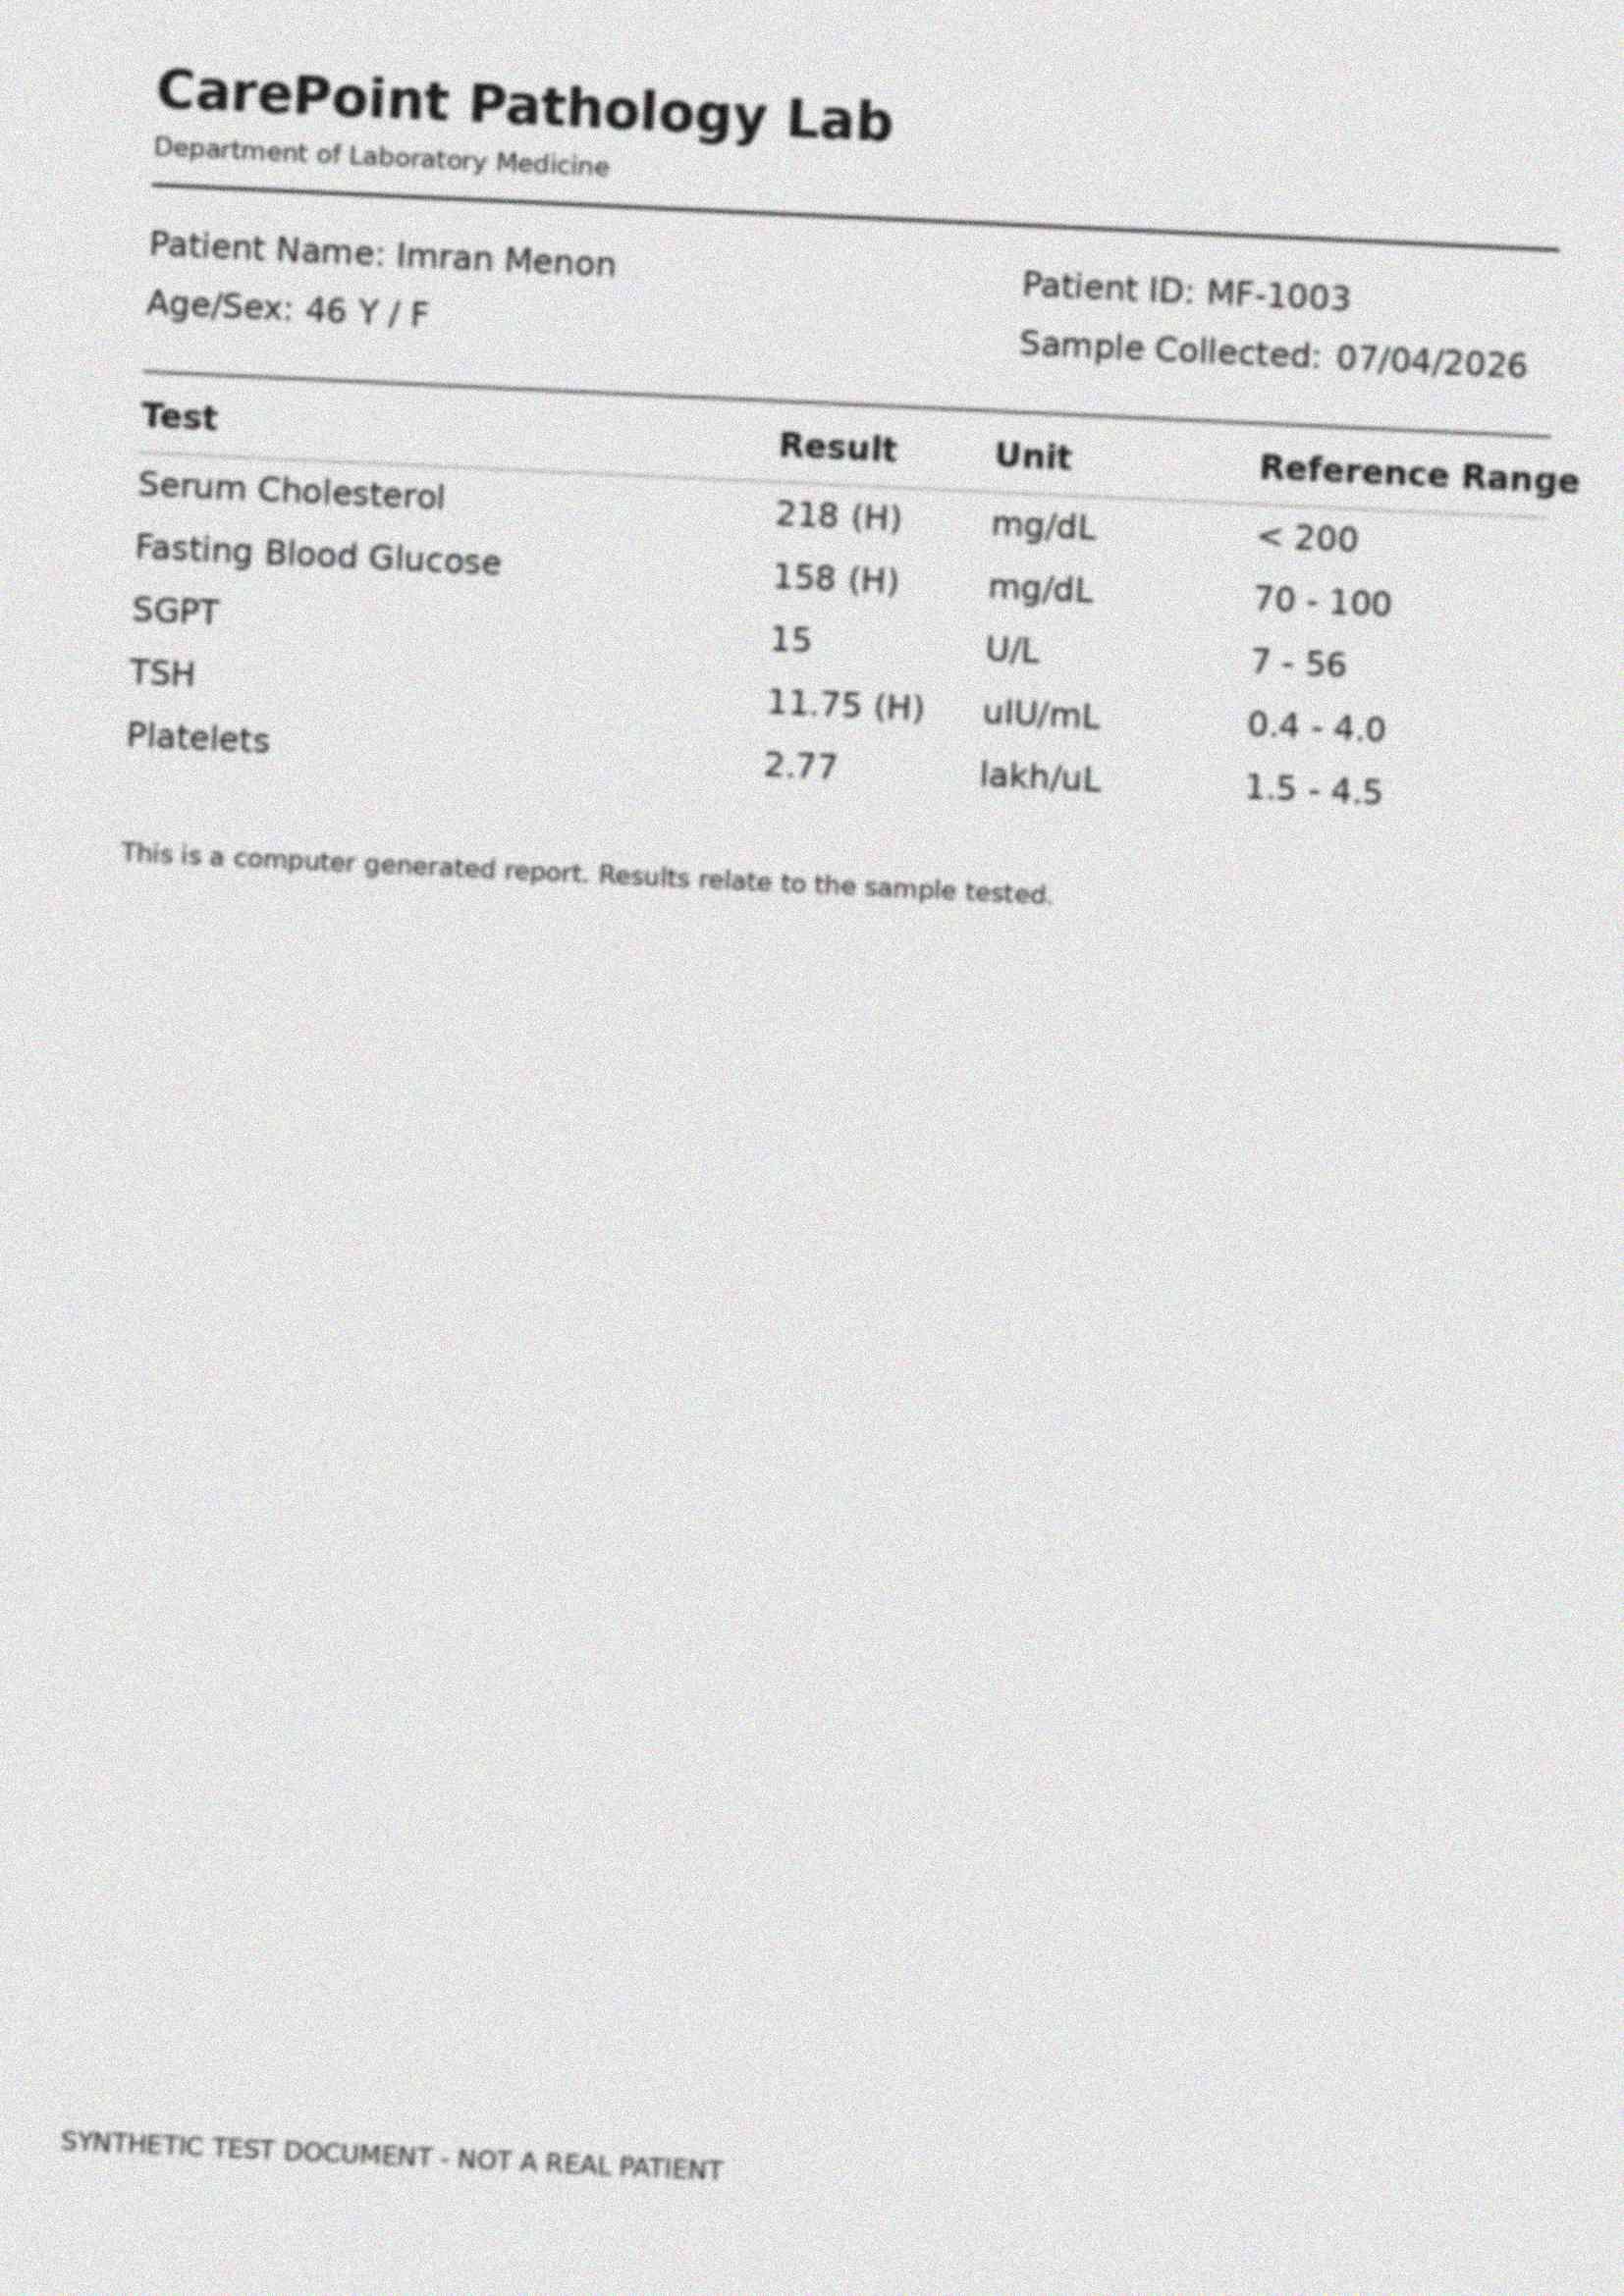 CarePoint Pathology Lab
Department of Laboratory Medicine
Patient Name: Imran Menon
Patient ID: MF-1003
Age/Sex: 46 Y / F
Sample Collected: 07/04/2026
Test Result Unit Reference Range
Serum Cholesterol 218 (H) mg/dL < 200
Fasting Blood Glucose 158 (H) mg/dL 70 - 100
SGPT 15 U/L 7 - 56
TSH 11.75 (H) uIU/mL 0.4 - 4.0
Platelets 2.77 lakh/uL 1.5 - 4.5
This is a computer generated report. Results relate to the sample tested.
SYNTHETIC TEST DOCUMENT - NOT A REAL PATIENT